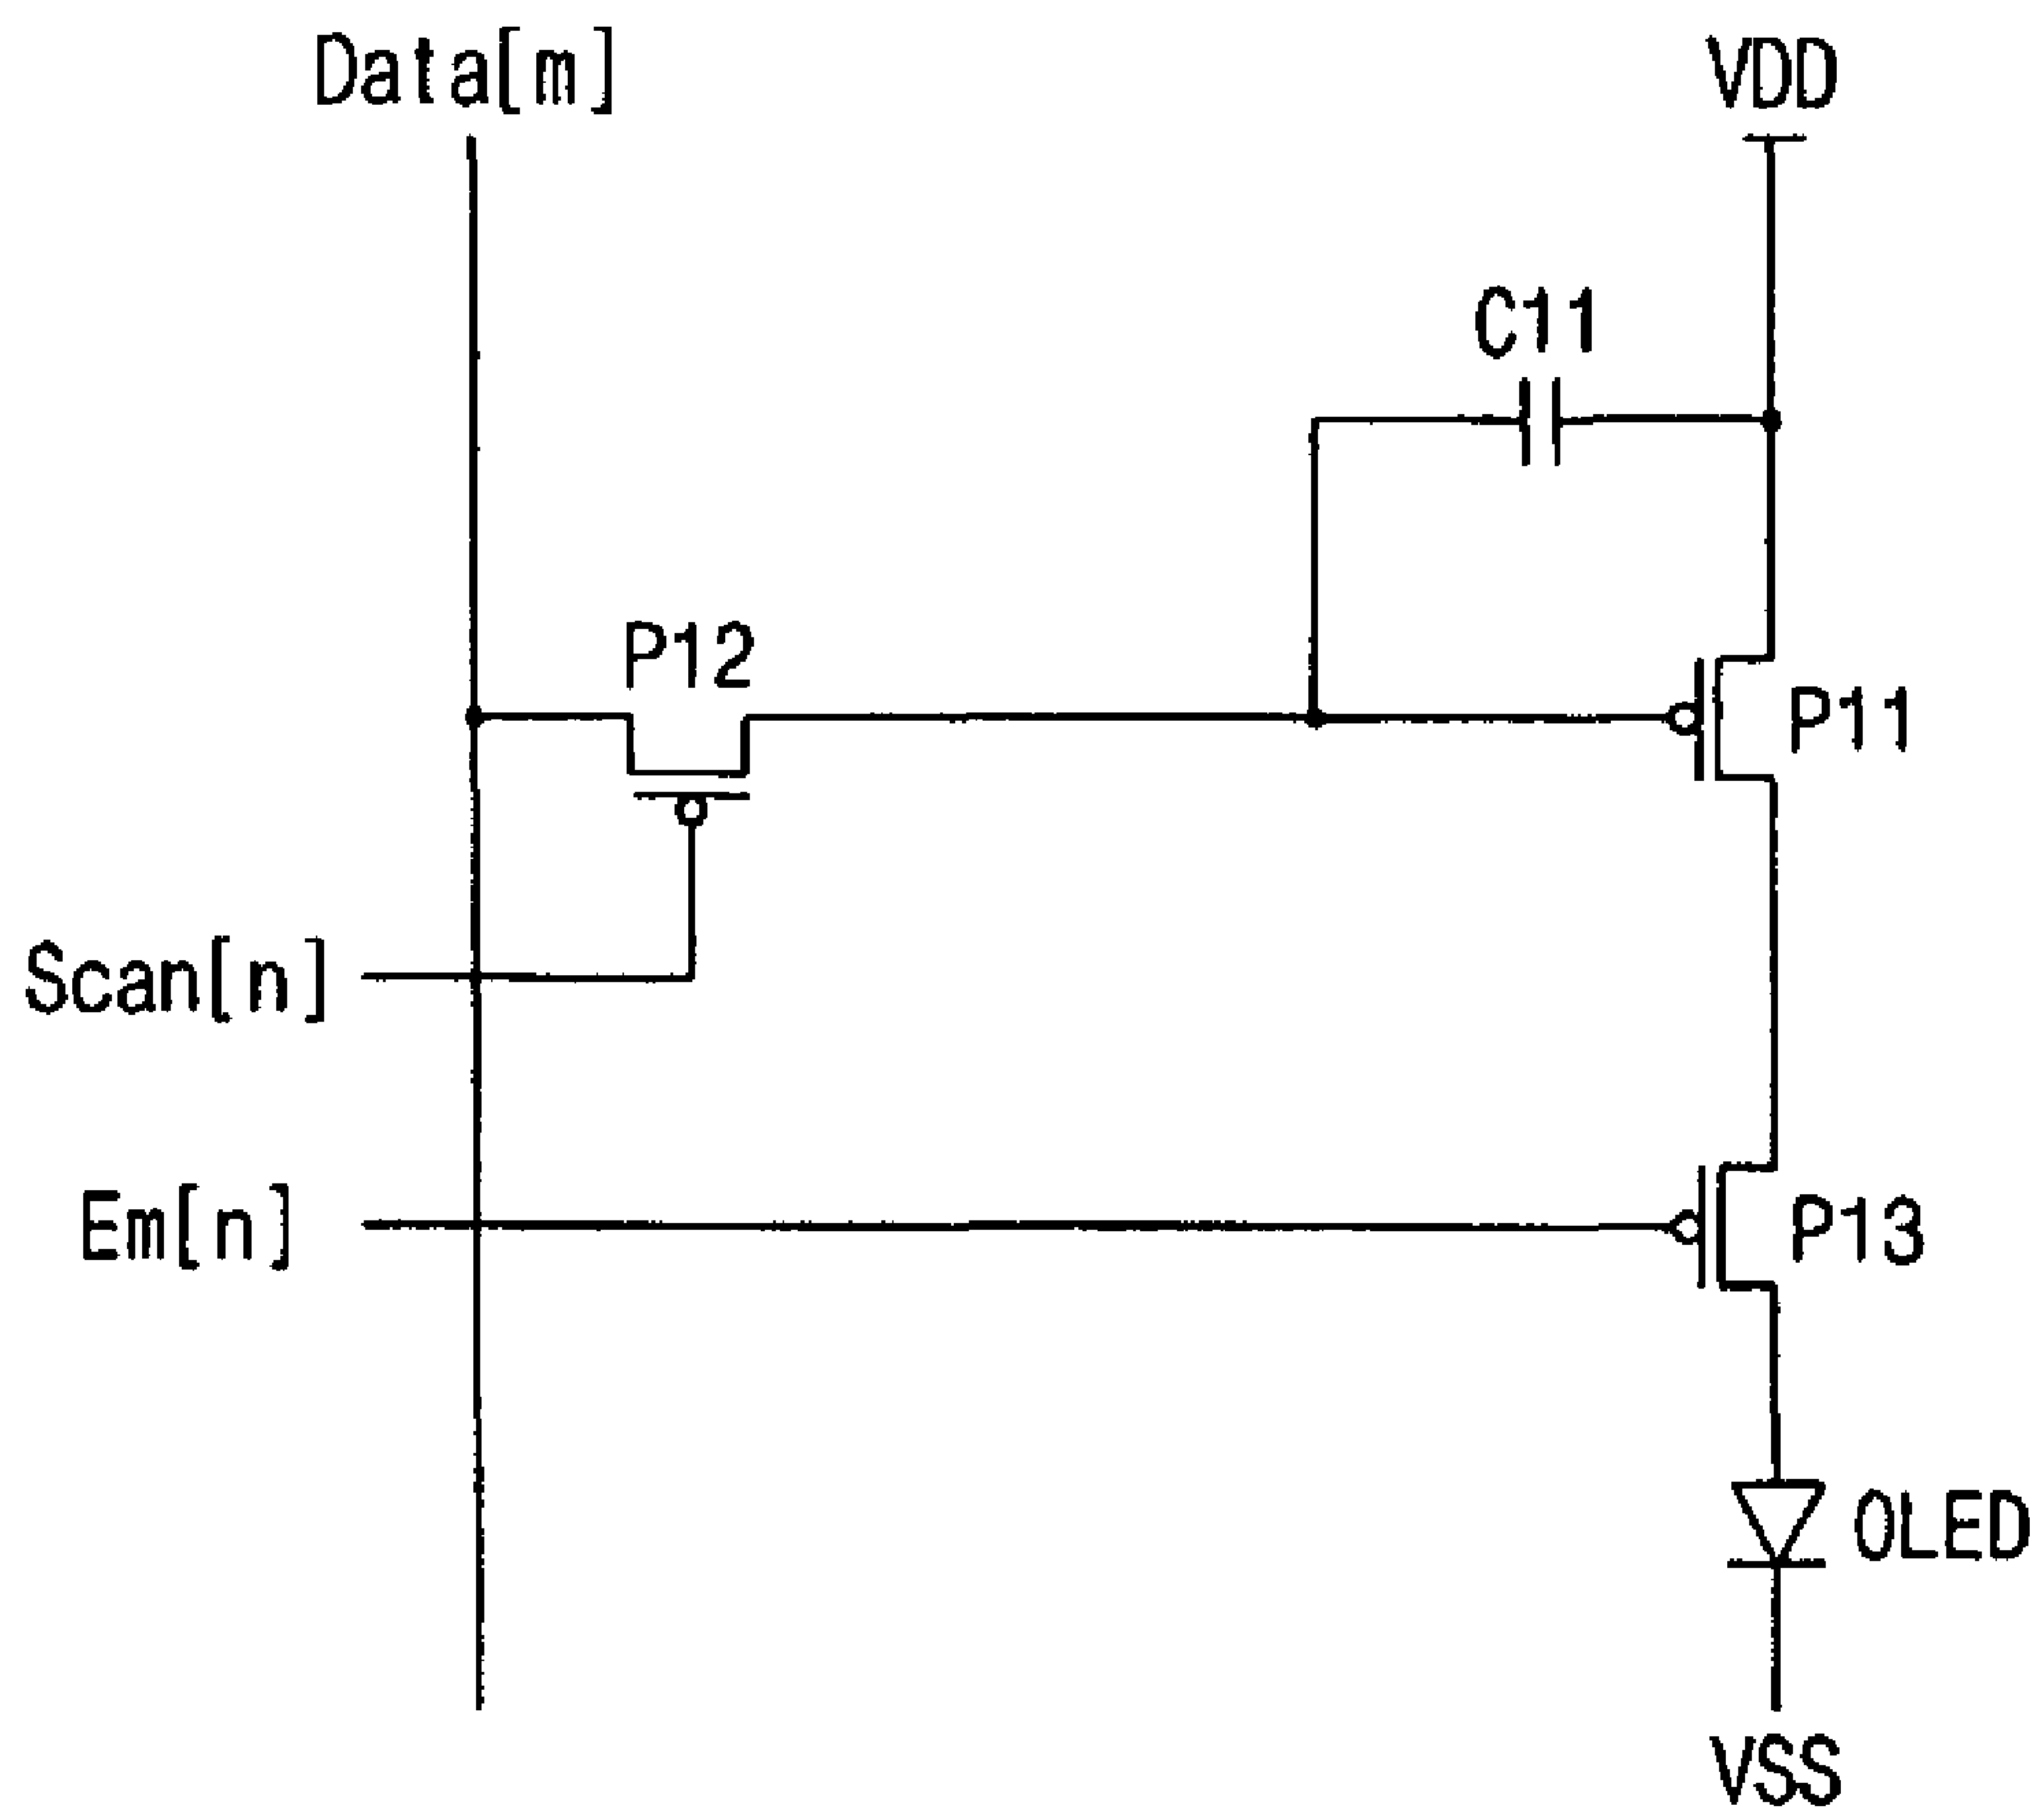 Data[m]
VDD
C11
P12
P11
Scan[n]
Em[n]
P13
OLED
VSS